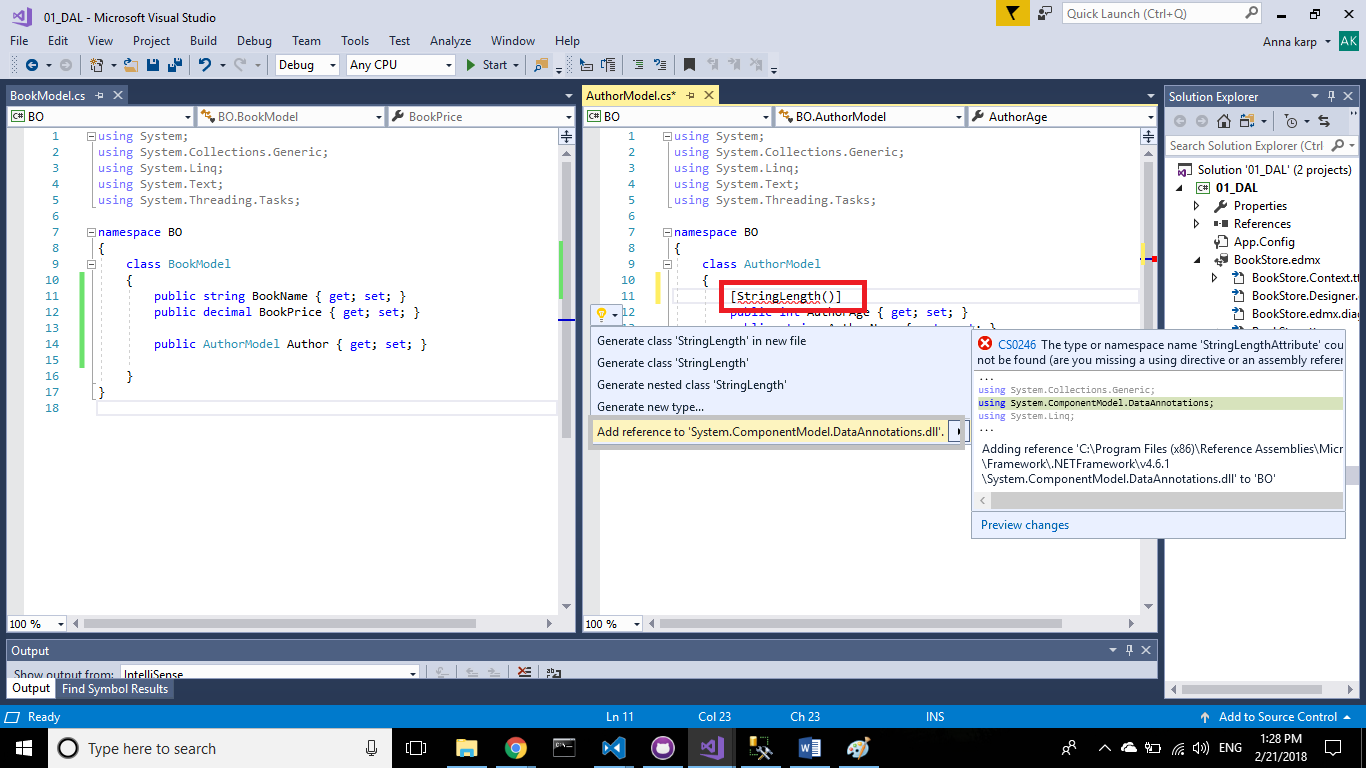 01_DAL - Microsoft Visual Studio
Quick Launch (Ctrl+Q)
File Edit View Project Build Debug Team Tools Test Analyze Window Help
Anna karp AK
Debug Any CPU Start
BookModel.cs
C# BO BO.BookModel BookPrice
1 using System;
2 using System.Collections.Generic;
3 using System.Linq;
4 using System.Text;
5 using System.Threading.Tasks;
6
7 namespace BO
8 {
9 class BookModel
10 {
11 public string BookName { get; set; }
12 public decimal BookPrice { get; set; }
13
14 public AuthorModel Author { get; set; }
15
16 }
17 }
18
100 %
AuthorModel.cs*
C# BO BO.AuthorModel AuthorAge
1 using System;
2 using System.Collections.Generic;
3 using System.Linq;
4 using System.Text;
5 using System.Threading.Tasks;
6
7 namespace BO
8 {
9 class AuthorModel
10 {
11 [StringLength()]
12 public int AuthorAge { get; set; }
Generate class 'StringLength' in new file
Generate class 'StringLength'
Generate nested class 'StringLength'
Generate new type...
Add reference to 'System.ComponentModel.DataAnnotations.dll'.
CS0246 The type or namespace name 'StringLengthAttribute' cou
not be found (are you missing a using directive or an assembly referen
...
using System.Collections.Generic;
using System.ComponentModel.DataAnnotations;
using System.Linq;
...
Adding reference 'C:\Program Files (x86)\Reference Assemblies\Micr
\Framework\.NETFramework\v4.6.1
\System.ComponentModel.DataAnnotations.dll' to 'BO'
Preview changes
100 %
Solution Explorer
Search Solution Explorer (Ctrl
Solution '01_DAL' (2 projects)
C# 01_DAL
Properties
References
App.Config
BookStore.edmx
BookStore.Context.tt
BookStore.Designer.
BookStore.edmx.diag
Output
Show output from: IntelliSense
Output Find Symbol Results
Ready Ln 11 Col 23 Ch 23 INS Add to Source Control
Type here to search
ENG
1:28 PM
2/21/2018